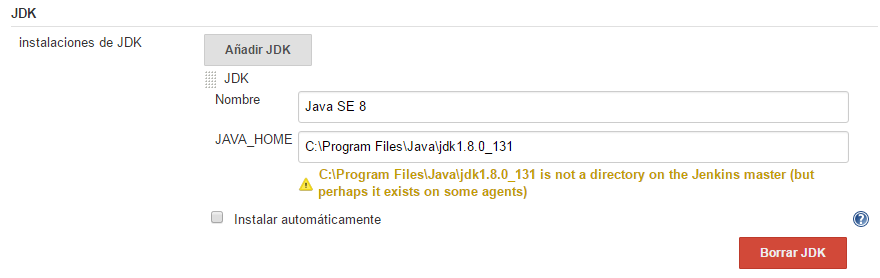 JDK
instalaciones de JDK
Añadir JDK
JDK
Nombre
Java SE 8
JAVA_HOME
C:\Program Files\Java\jdk1.8.0_131
C:\Program Files\Java\jdk1.8.0_131 is not a directory on the Jenkins master (but
perhaps it exists on some agents)
Instalar automáticamente
?
Borrar JDK